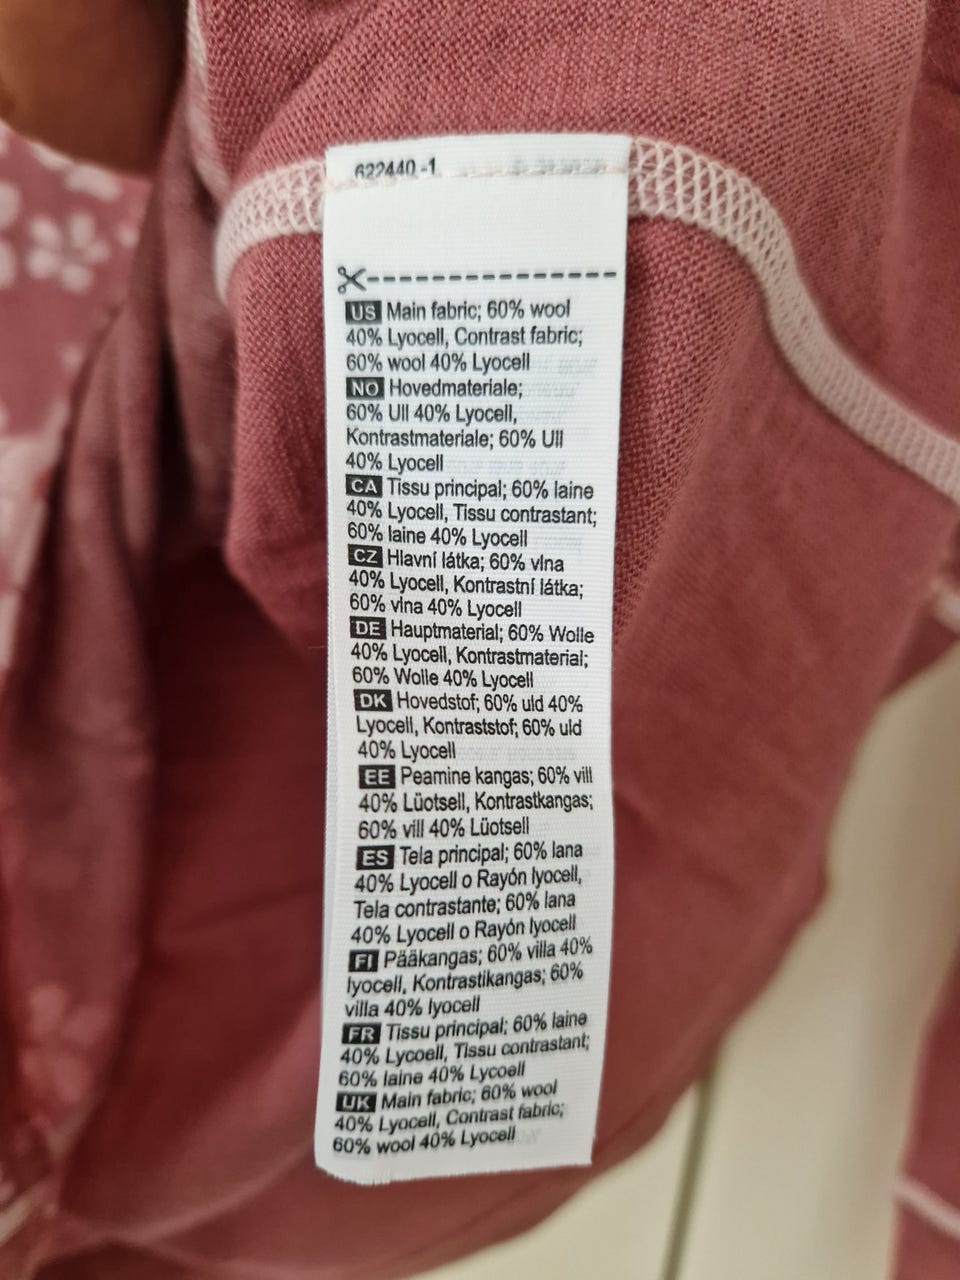 622440-1
US Main fabric; 60% wool
40% Lyocell, Contrast fabric;
60% wool 40% Lyocell
NO Hovedmateriale;
60% Ull 40% Lyocell,
Kontrastmateriale; 60% Ull
40% Lyocell
CA Tissu principal; 60% laine
40% Lyocell, Tissu contrastant;
60% laine 40% Lyocell
CZ Hlavní látka; 60% vlna
40% Lyocell, Kontrastní látka;
60% vlna 40% Lyocell
DE Hauptmaterial; 60% Wolle
40% Lyocell, Kontrastmaterial;
60% Wolle 40% Lyocell
DK Hovedstof; 60% uld 40%
Lyocell, Kontraststof; 60% uld
40% Lyocell
EE Peamine kangas; 60% vill
40% Lüotsell, Kontrastkangas;
60% vill 40% Lüotsell
ES Tela principal; 60% lana
40% Lyocell o Rayón lyocell,
Tela contrastante; 60% lana
40% Lyocell o Rayón lyocell
FI Pääkangas; 60% villa 40%
lyocell, Kontrastikangas; 60%
villa 40% lyocell
FR Tissu principal; 60% laine
40% Lycoell, Tissu contrastant;
60% laine 40% Lycoell
UK Main fabric; 60% wool
40% Lyocell, Contrast fabric;
60% wool 40% Lyocell